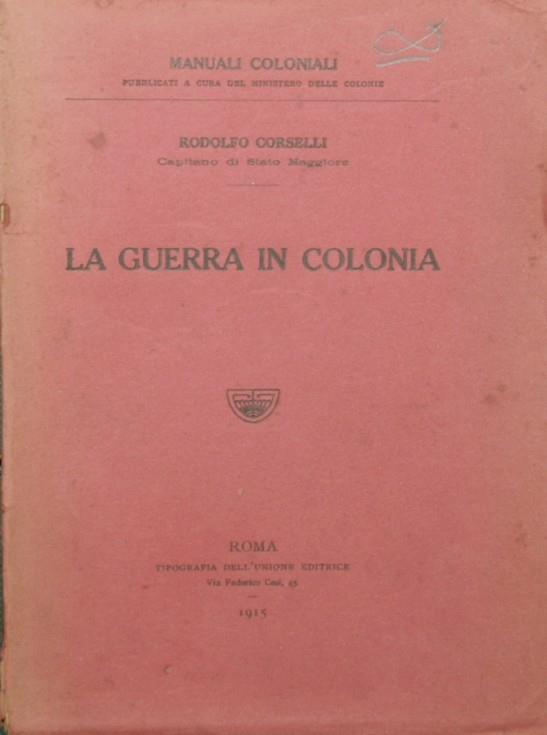 MANUALI COLONIALI
PUBBLICATI A CURA DEL MINISTERO DELLE COLONIE
RODOLFO CORSELLI
Capitano di Stato Maggiore
LA GUERRA IN COLONIA
ROMA
TIPOGRAFIA DELL'UNIONE EDITRICE
Via Federico Cesi, 45
1915